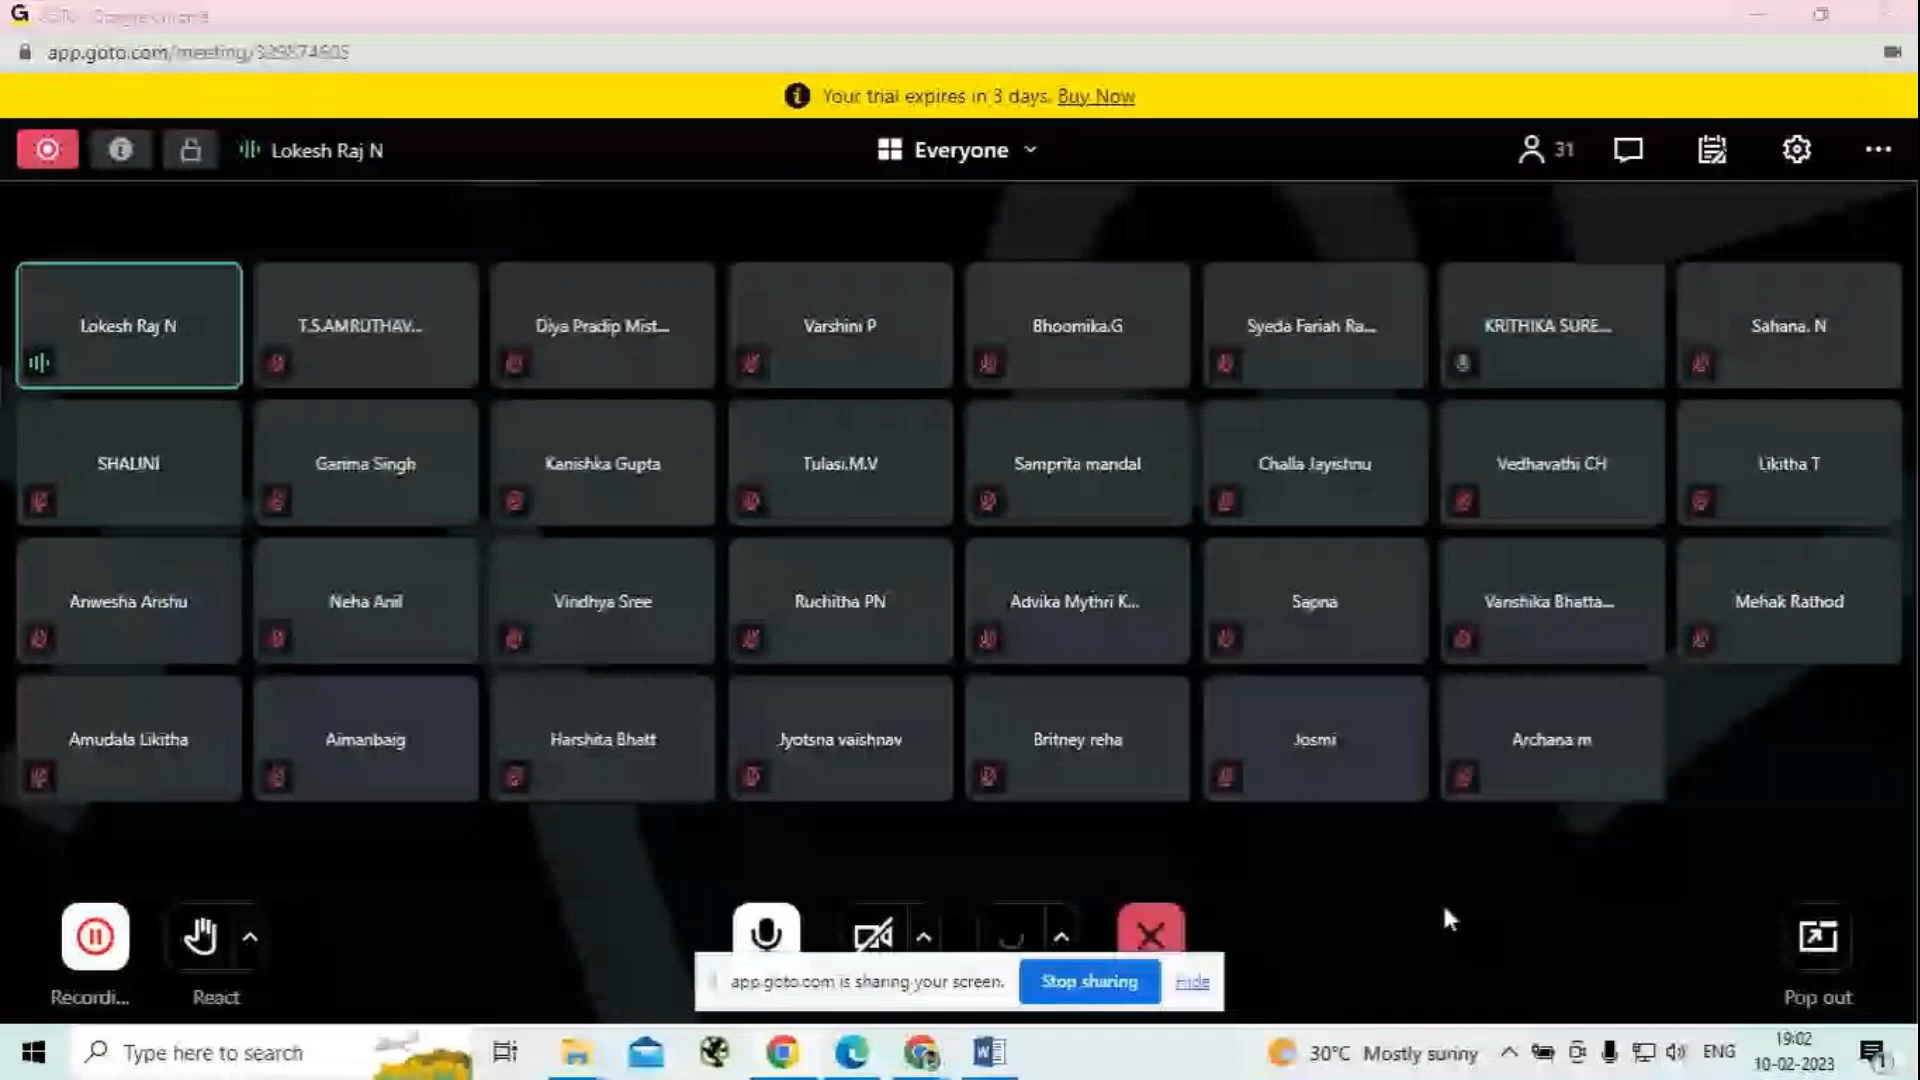 app.goto.com/meeting/
Your trial expires in 3 days. Buy Now
Lokesh Raj N
Everyone
31
Lokesh Raj N
T.S.AMRUTHAV...
Diya Pradip Mist...
Varshini P
Bhoomika.G
Syeda Fariah Ra...
KRITHIKA SURE...
Sahana. N
SHALINI
Garima Singh
Kanishka Gupta
Tulasi.M.V
Samprita mandal
Challa Jayishnu
Vedhavathi CH
Likitha T
Anwesha Anshu
Neha Anil
Vindhya Sree
Ruchitha PN
Advika Mythri K...
Sapna
Vanshika Bhatta...
Mehak Rathod
Amudala Likitha
Aimanbaig
Harshita Bhatt
Jyotsna vaishnav
Britney reha
Josmi
Archana m
Recordi...
React
app.goto.com is sharing your screen.
Stop sharing
Hide
Pop out
Type here to search
30°C Mostly sunny
ENG
19:02
10-02-2023